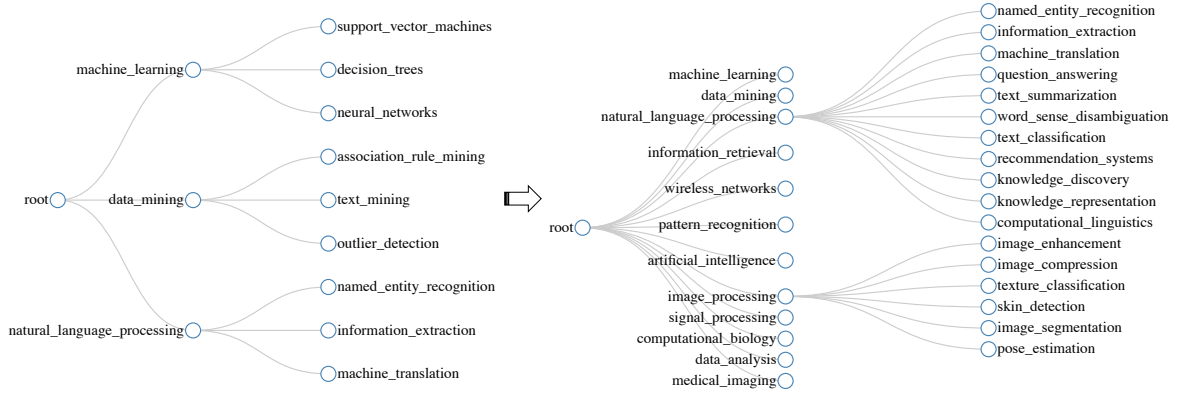 support_vector_machines
machine_learning
decision_trees
neural_networks
association_rule_mining
root
data_mining
text_mining
outlier_detection
named_entity_recognition
natural_language_processing
information_extraction
machine_translation
named_entity_recognition
information_extraction
machine_translation
machine_learning
question_answering
data_mining
text_summarization
natural_language_processing
word_sense_disambiguation
text_classification
information_retrieval
recommendation_systems
knowledge_discovery
wireless_networks
knowledge_representation
pattern_recognition
computational_linguistics
root
image_enhancement
artificial_intelligence
image_compression
texture_classification
image_processing
skin_detection
signal_processing
image_segmentation
computational_biology
pose_estimation
data_analysis
medical_imaging